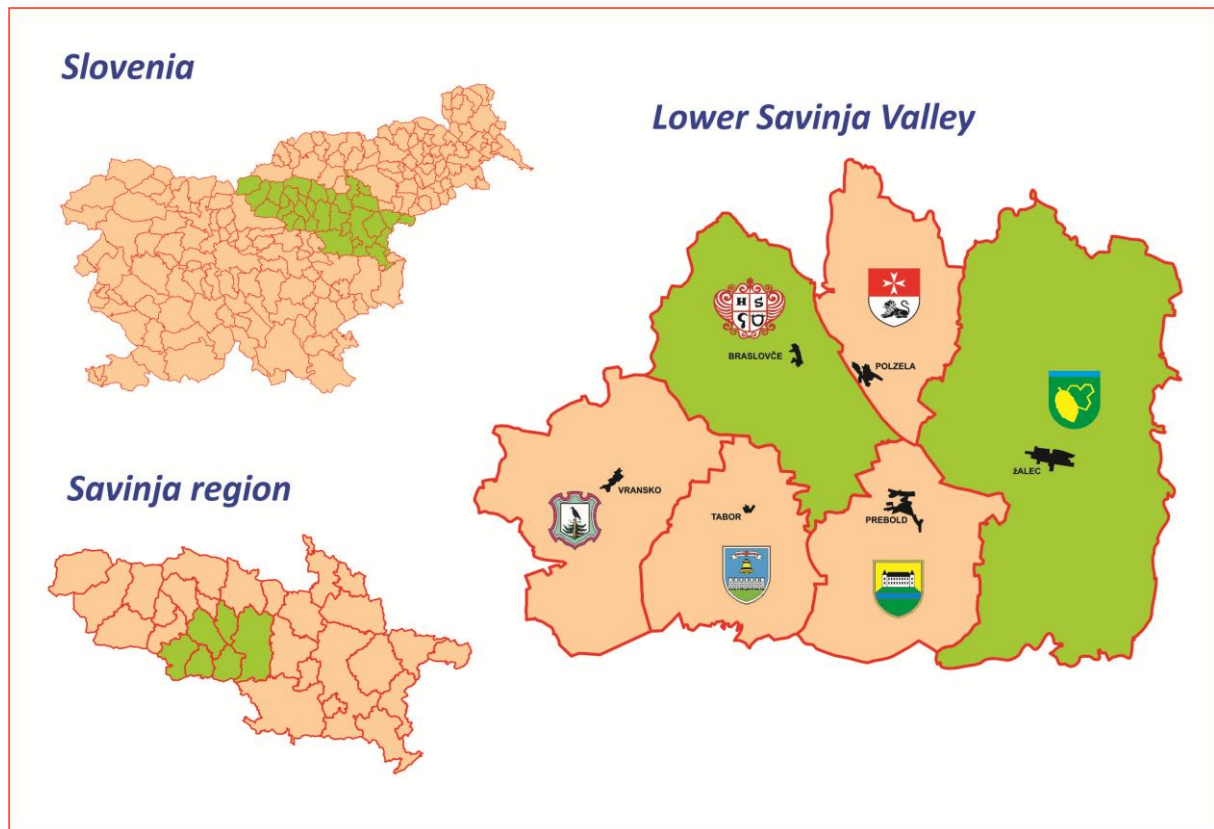 Slovenia
Lower Savinja Valley
H S
BRASLOVČE
POLZELA
ŽALEC
Savinja region
VRANSKO
TABOR
PREBOLD